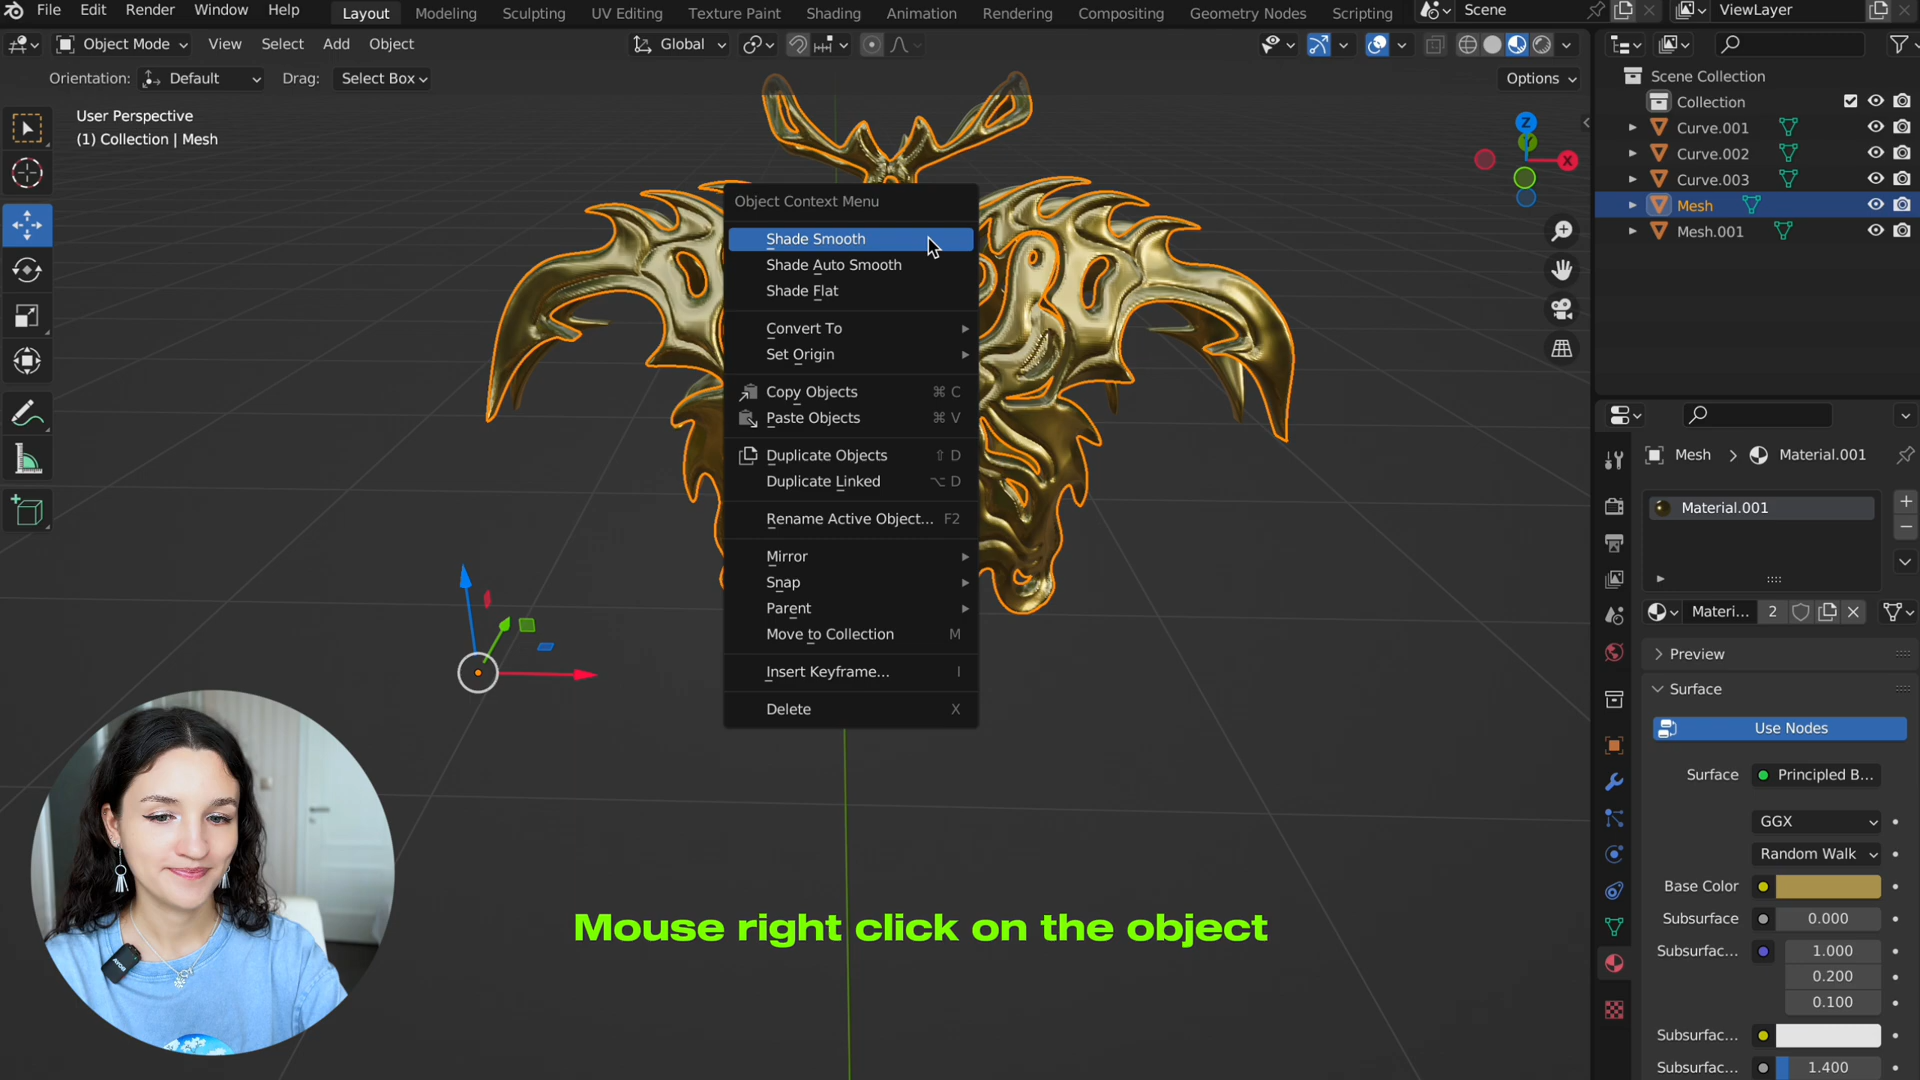 File Edit Render Window Help Layout Modeling Sculpting UV Editing Texture Paint Shading Animation Rendering Compositing Geometry Nodes Scripting Scene ViewLayer
Object Mode View Select Add Object Global
Orientation: Default Drag: Select Box Options
User Perspective
(1) Collection | Mesh
Z
Y
X
Object Context Menu
Shade Smooth
Shade Auto Smooth
Shade Flat
Convert To
Set Origin
Copy Objects ⌘ C
Paste Objects ⌘ V
Duplicate Objects ⇧ D
Duplicate Linked ⌥ D
Rename Active Object... F2
Mirror
Snap
Parent
Move to Collection M
Insert Keyframe... I
Delete X
Scene Collection
Collection
Curve.001
Curve.002
Curve.003
Mesh
Mesh.001
Mesh > Material.001
Material.001
Materi... 2
Preview
Surface
Use Nodes
Surface Principled B...
GGX
Random Walk
Base Color
Subsurface 0.000
Subsurfac... 1.000
0.200
0.100
Subsurfac...
Subsurfac... 1.400
BOYA
Mouse right click on the object